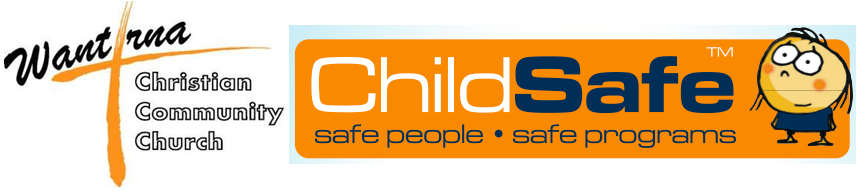 Wantirna
Christian
Community
Church
ChildSafe™
safe people • safe programs